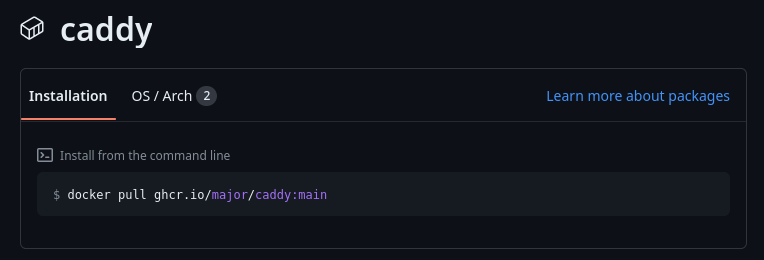 caddy
Installation OS / Arch 2 Learn more about packages
Install from the command line
$ docker pull ghcr.io/major/caddy:main